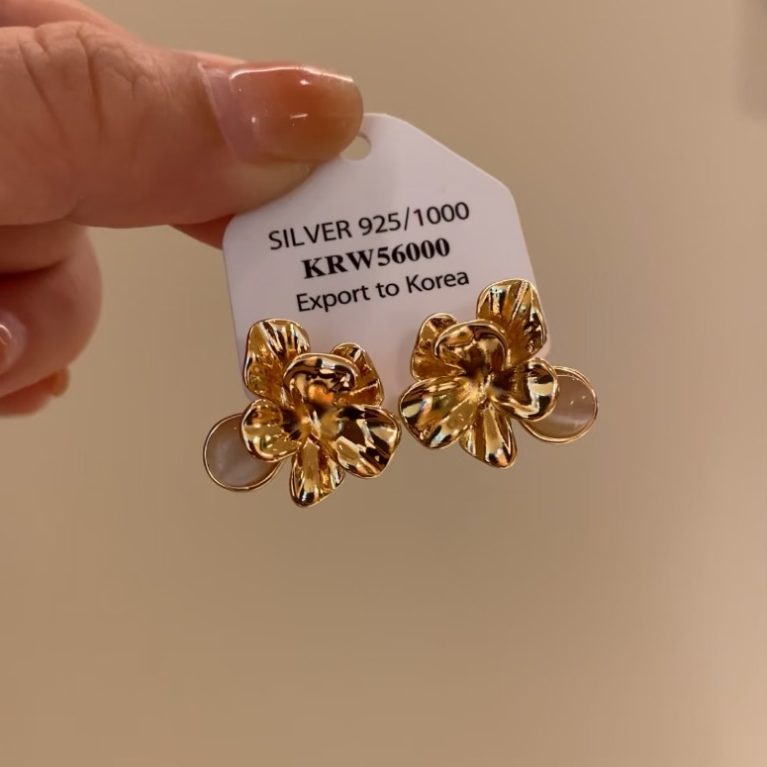 SILVER 925/1000
KRW56000
Export to Korea